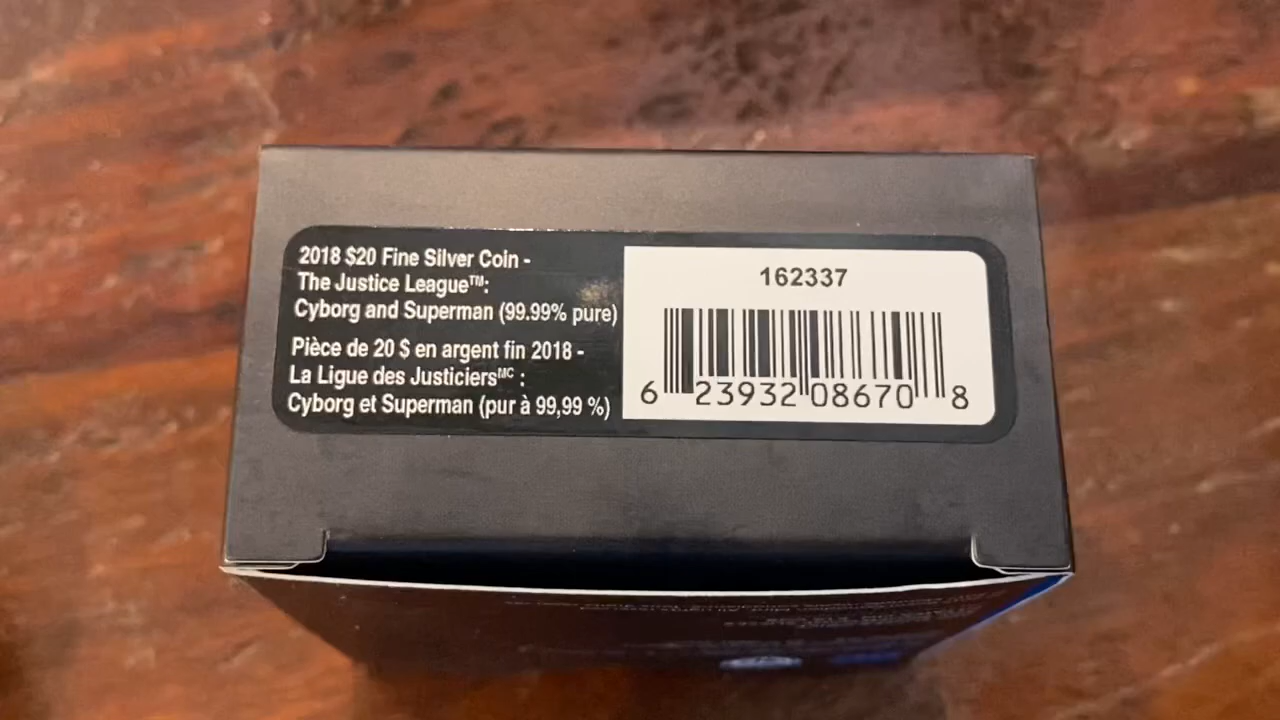 2018 $20 Fine Silver Coin -
The Justice League™:
Cyborg and Superman (99.99% pure)
Pièce de 20 $ en argent fin 2018 -
La Ligue des Justiciers MC :
Cyborg et Superman (pur à 99,99 %)
162337
6 23932 08670 8